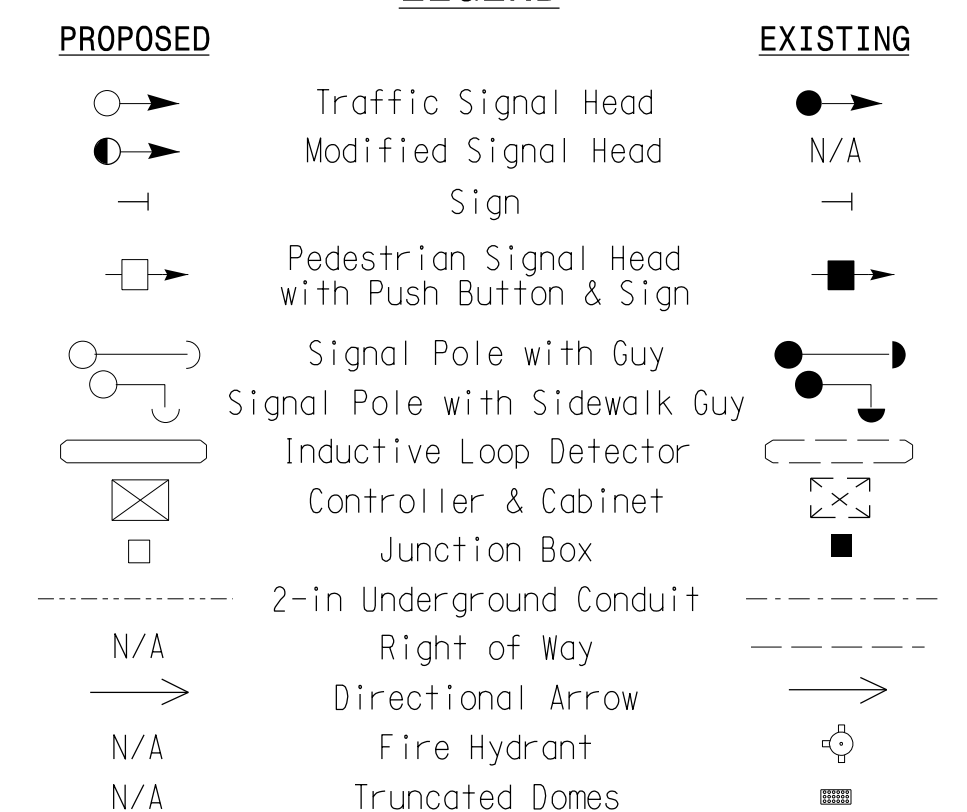 LEGEND
PROPOSED EXISTING
Traffic Signal Head
Modified Signal Head N/A
Sign
Pedestrian Signal Head
with Push Button & Sign
Signal Pole with Guy
Signal Pole with Sidewalk Guy
Inductive Loop Detector
Controller & Cabinet
Junction Box
2-in Underground Conduit
N/A Right of Way
Directional Arrow
N/A Fire Hydrant
N/A Truncated Domes